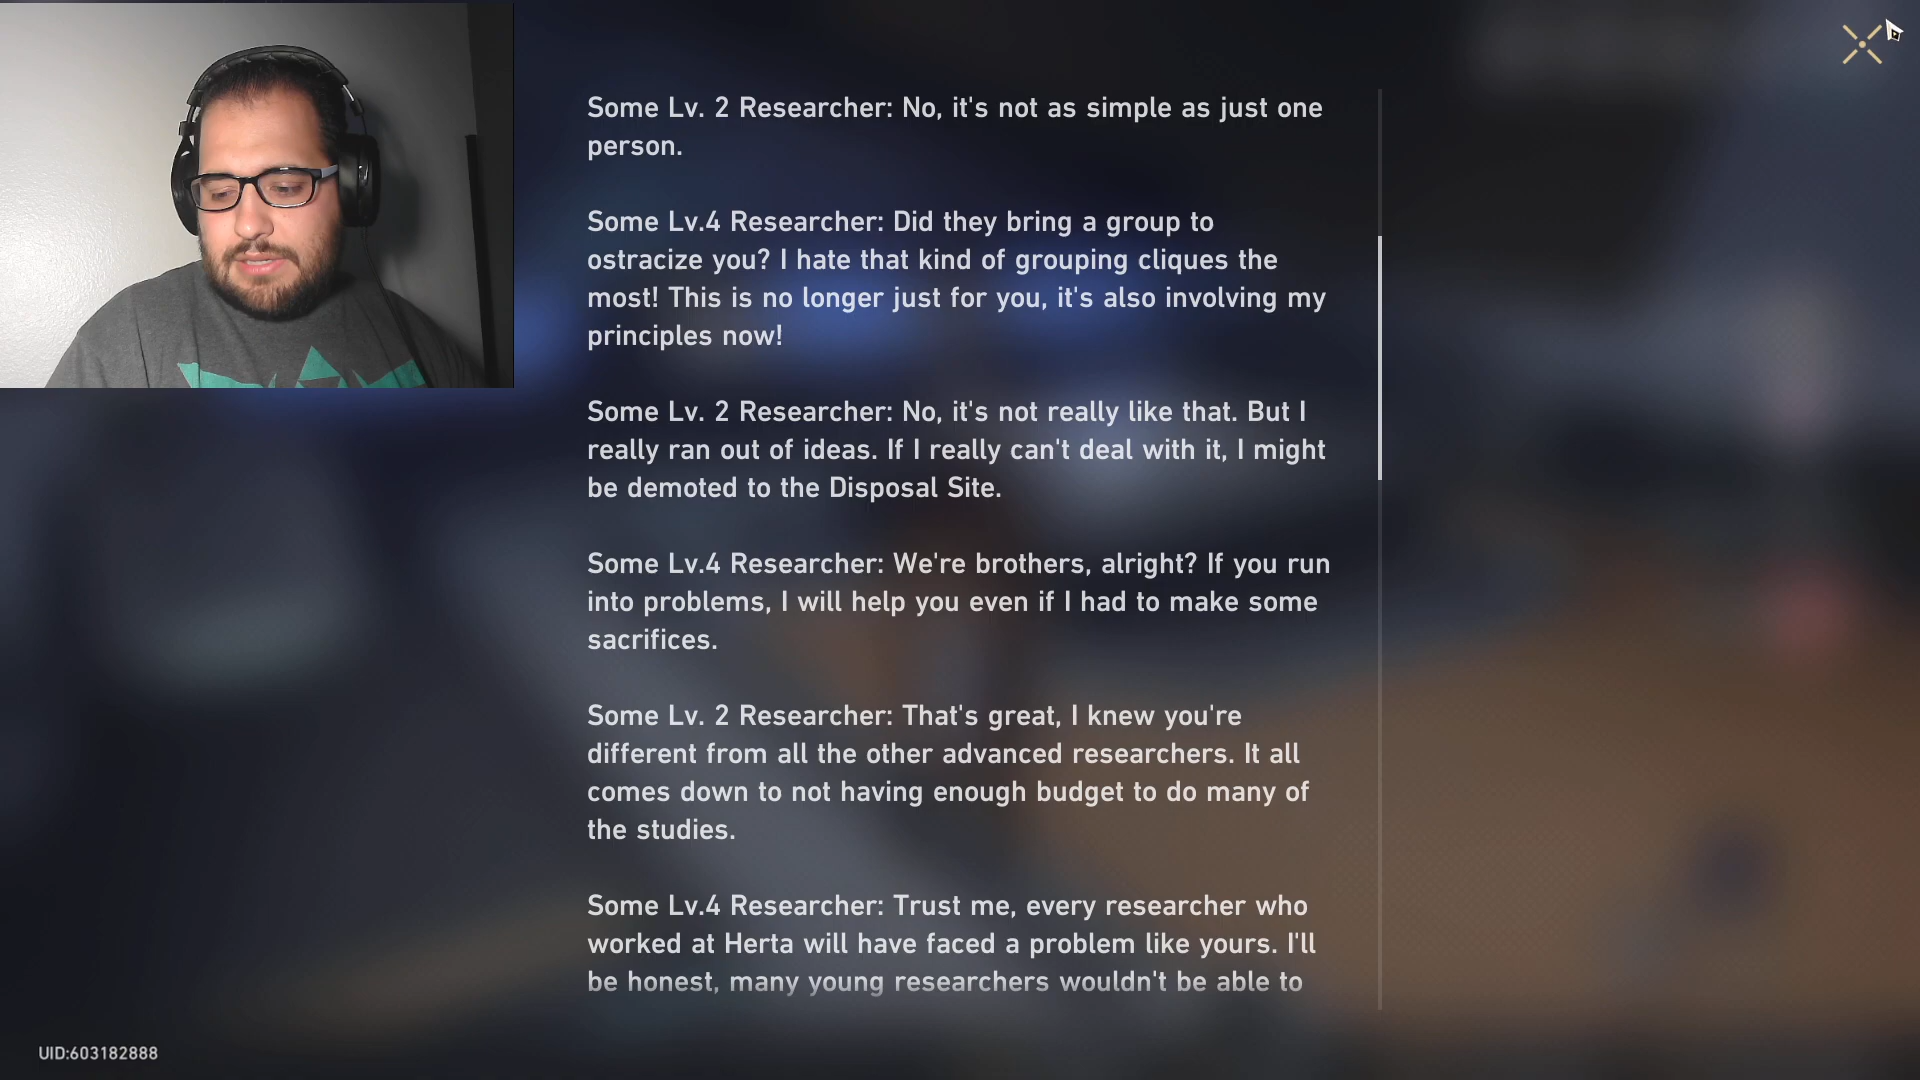 Some Lv. 2 Researcher: No, it's not as simple as just one
person.
Some Lv.4 Researcher: Did they bring a group to
ostracize you? I hate that kind of grouping cliques the
most! This is no longer just for you, it's also involving my
principles now!
Some Lv. 2 Researcher: No, it's not really like that. But I
really ran out of ideas. If I really can't deal with it, I might
be demoted to the Disposal Site.
Some Lv.4 Researcher: We're brothers, alright? If you run
into problems, I will help you even if I had to make some
sacrifices.
Some Lv. 2 Researcher: That's great, I knew you're
different from all the other advanced researchers. It all
comes down to not having enough budget to do many of
the studies.
Some Lv.4 Researcher: Trust me, every researcher who
worked at Herta will have faced a problem like yours. I'll
be honest, many young researchers wouldn't be able to
UID:603182888